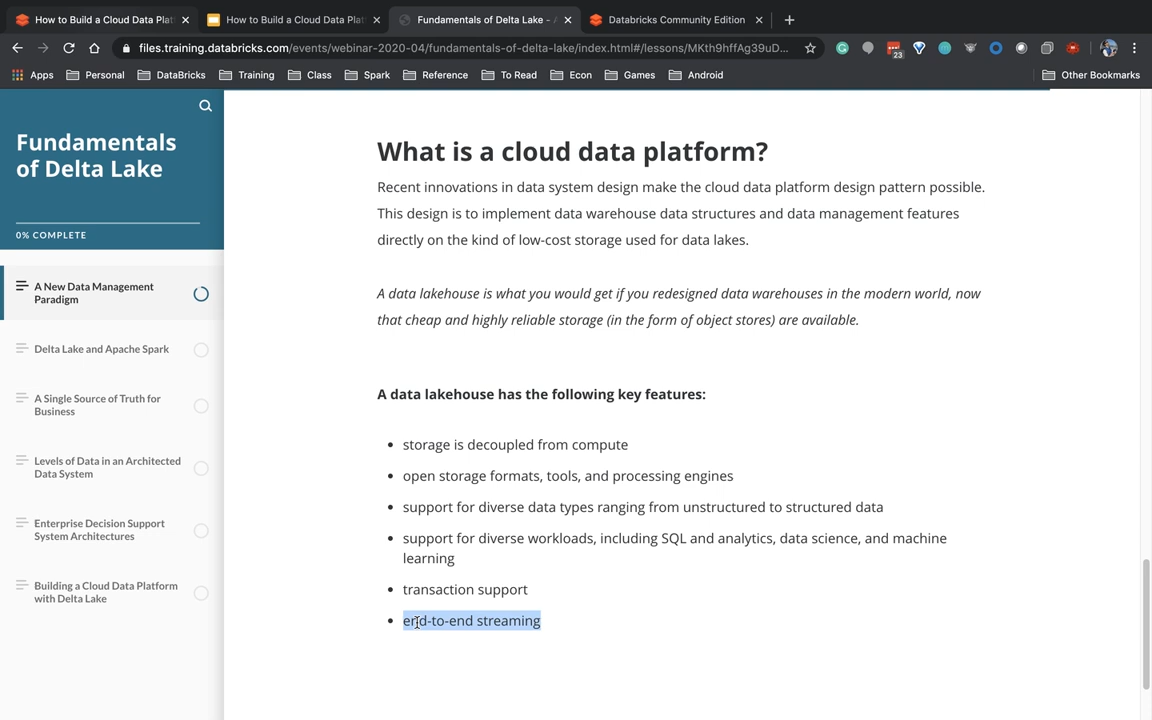 How to Build a Cloud Data Plat
How to Build a Cloud Data Plat
Fundamentals of Delta Lake -
Databricks Community Edition
files.training.databricks.com/events/webinar-2020-04/fundamentals-of-delta-lake/index.html#/lessons/MKth9hffAg39uD...
23
Apps Personal DataBricks Training Class Spark Reference To Read Econ Games Android Other Bookmarks
Fundamentals
of Delta Lake
0% COMPLETE
A New Data Management
Paradigm
Delta Lake and Apache Spark
A Single Source of Truth for
Business
Levels of Data in an Architected
Data System
Enterprise Decision Support
System Architectures
Building a Cloud Data Platform
with Delta Lake
What is a cloud data platform?
Recent innovations in data system design make the cloud data platform design pattern possible.
This design is to implement data warehouse data structures and data management features
directly on the kind of low-cost storage used for data lakes.
A data lakehouse is what you would get if you redesigned data warehouses in the modern world, now
that cheap and highly reliable storage (in the form of object stores) are available.
A data lakehouse has the following key features:
storage is decoupled from compute
open storage formats, tools, and processing engines
support for diverse data types ranging from unstructured to structured data
support for diverse workloads, including SQL and analytics, data science, and machine
learning
transaction support
end-to-end streaming